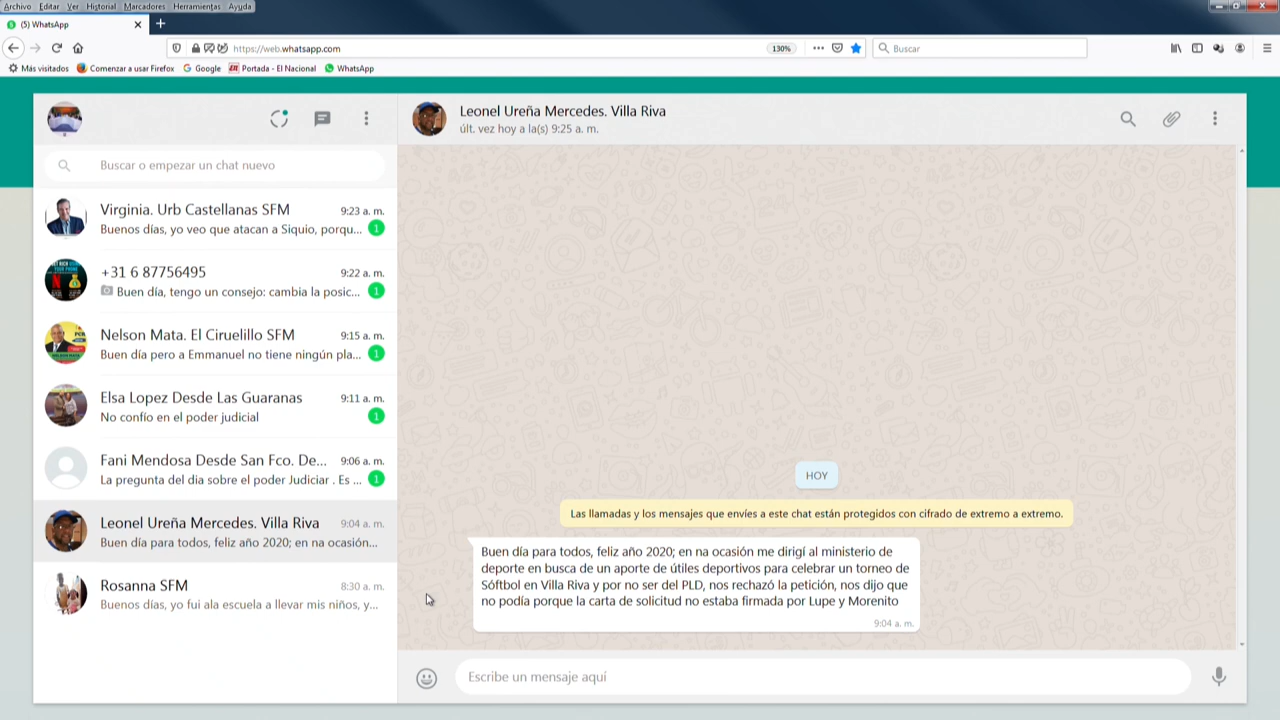 Archivo Editar Ver Historial Marcadores Herramientas Ayuda
(5) WhatsApp
https://web.whatsapp.com
130%
Buscar
Más visitados Comenzar a usar Firefox Google Portada - El Nacional WhatsApp
Buscar o empezar un chat nuevo
Virginia. Urb Castellanas SFM 9:23 a. m.
Buenos días, yo veo que atacan a Siquio, porqu... 1
+31 6 87756495 9:22 a. m.
Buen día, tengo un consejo: cambia la posic... 1
Nelson Mata. El Ciruelillo SFM 9:15 a. m.
Buen día pero a Emmanuel no tiene ningún pla... 1
Elsa Lopez Desde Las Guaranas 9:11 a. m.
No confío en el poder judicial 1
Fani Mendosa Desde San Fco. De... 9:06 a. m.
La pregunta del dia sobre el poder Judiciar . Es ... 1
Leonel Ureña Mercedes. Villa Riva 9:04 a. m.
Buen día para todos, feliz año 2020; en na ocasión...
Rosanna SFM 8:30 a. m.
Buenos días, yo fui ala escuela a llevar mis niños, y...
Leonel Ureña Mercedes. Villa Riva
últ. vez hoy a la(s) 9:25 a. m.
HOY
Las llamadas y los mensajes que envíes a este chat están protegidos con cifrado de extremo a extremo.
Buen día para todos, feliz año 2020; en na ocasión me dirigí al ministerio de
deporte en busca de un aporte de útiles deportivos para celebrar un torneo de
Sóftbol en Villa Riva y por no ser del PLD, nos rechazó la petición, nos dijo que
no podía porque la carta de solicitud no estaba firmada por Lupe y Morenito
9:04 a. m.
Escribe un mensaje aquí